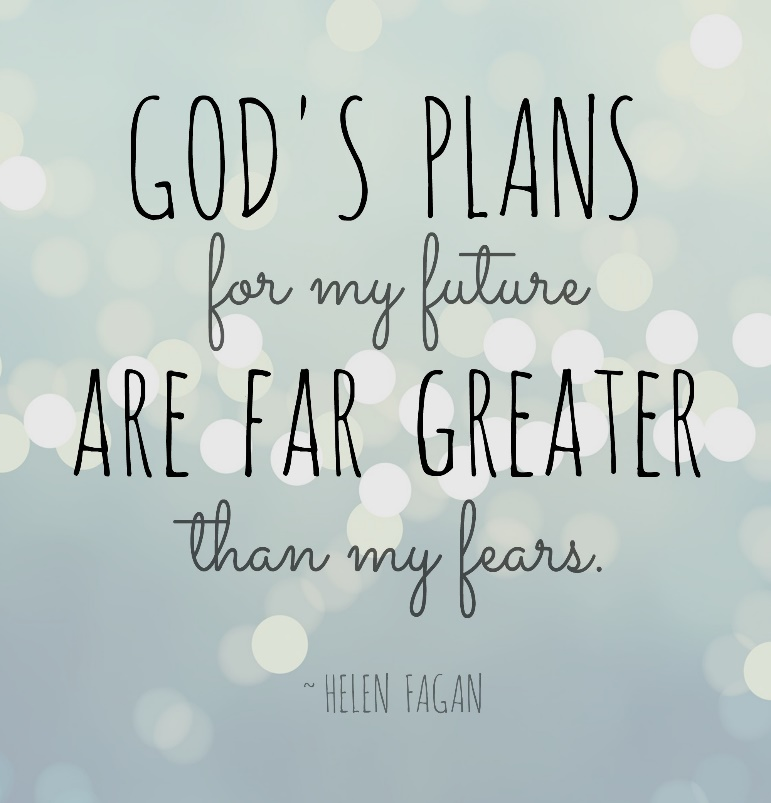 GOD'S PLANS
for my future
ARE FAR GREATER
than my fears.
~ HELEN FAGAN